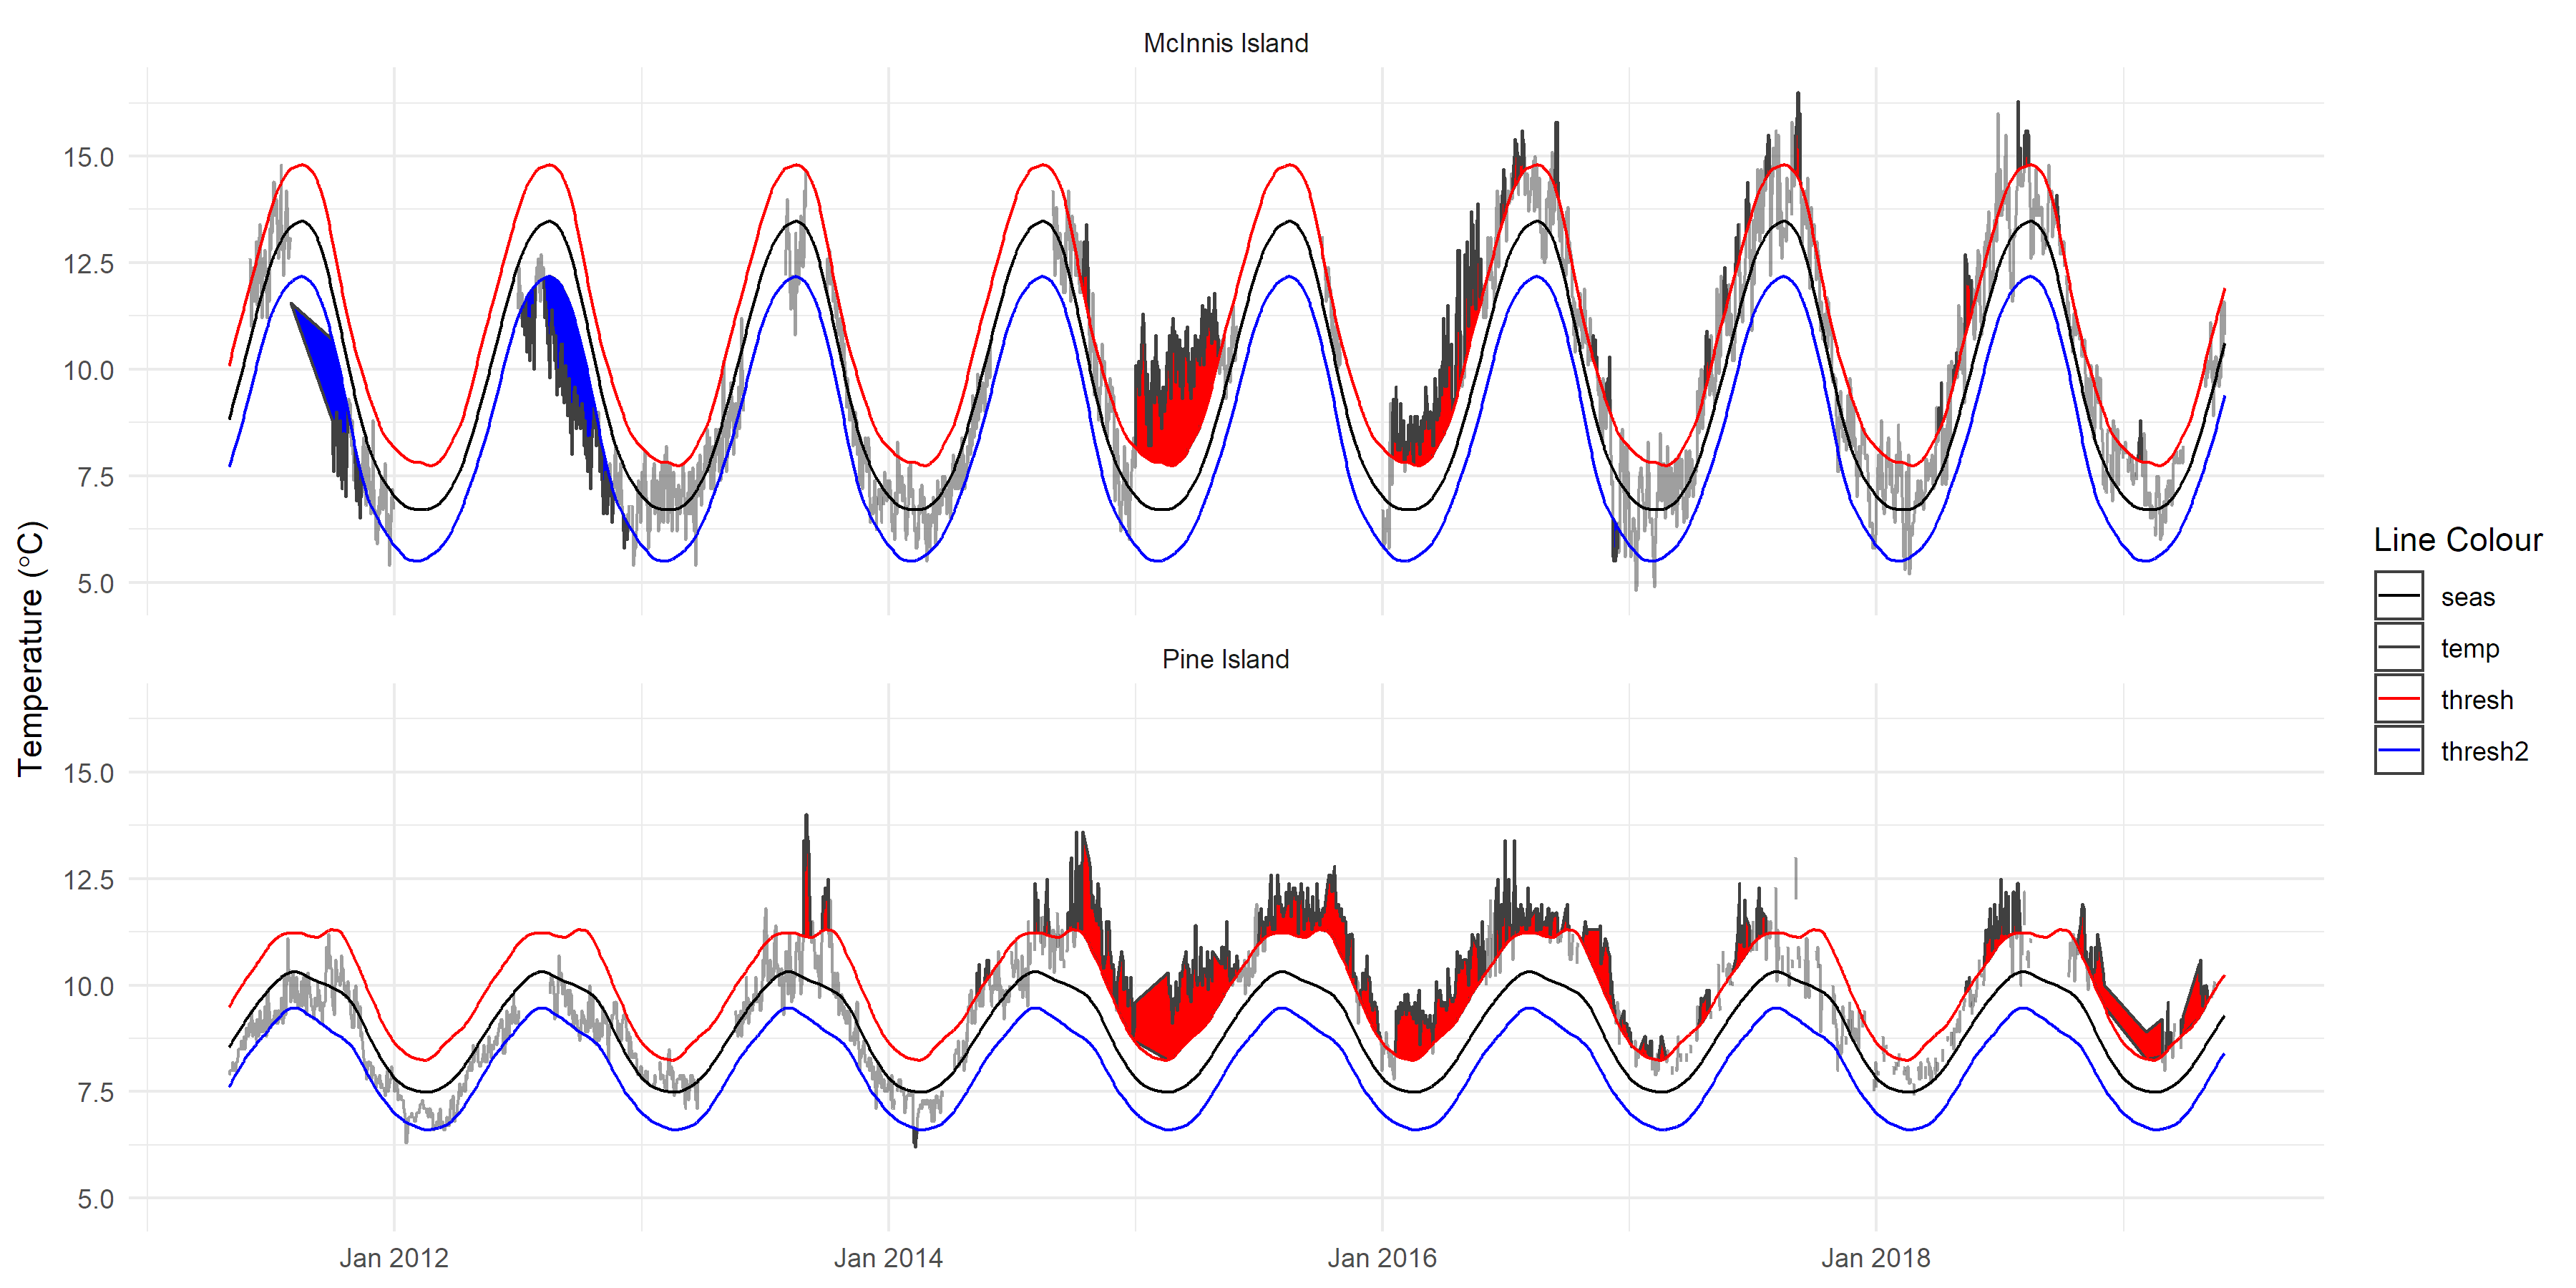 McInnis Island
15.0
12.5
10.0
7.5
5.0
Temperature (°C)
Pine Island
15.0
12.5
10.0
7.5
5.0
Jan 2012
Jan 2014
Jan 2016
Jan 2018
Line Colour
seas
temp
thresh
thresh2